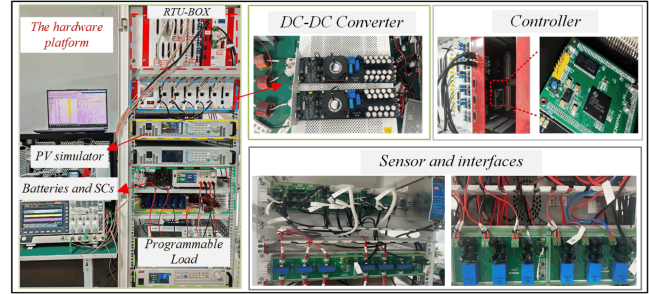 The hardware
platform
RTU-BOX
PV simulator
Batteries and SCs
Programmable
Load
DC-DC Converter
Controller
Sensor and interfaces